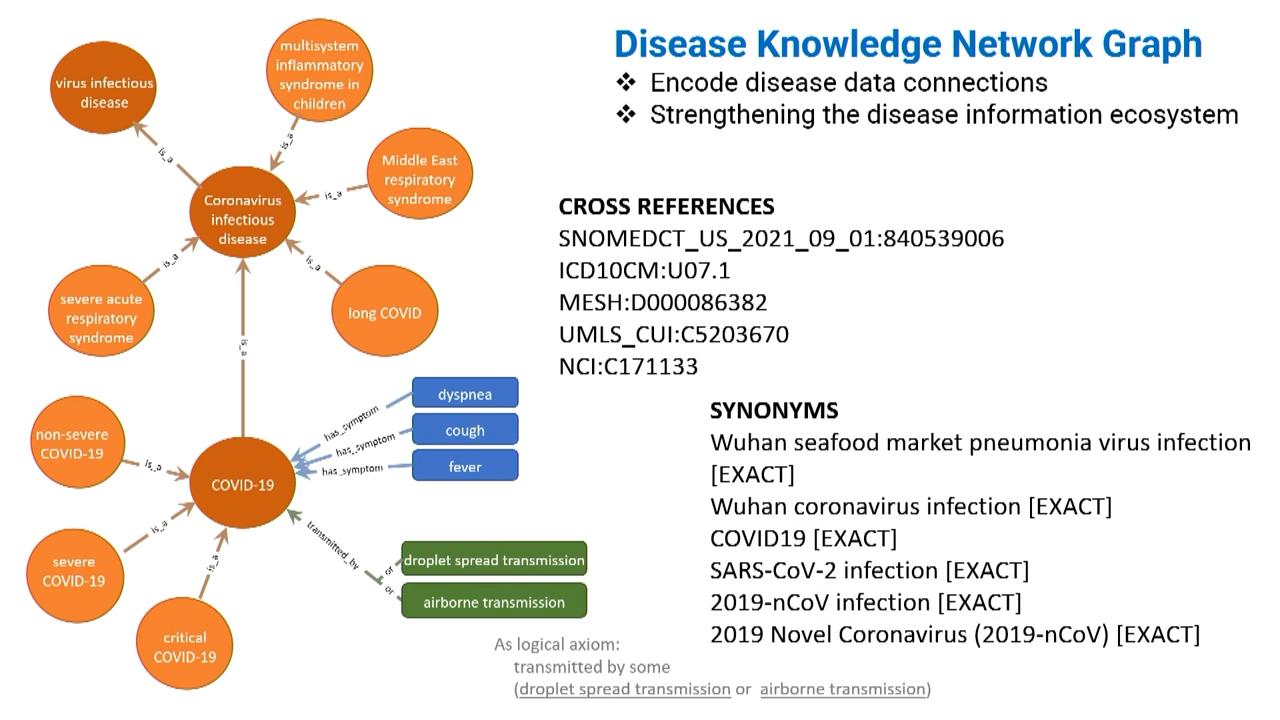 Disease Knowledge Network Graph
❖ Encode disease data connections
❖ Strengthening the disease information ecosystem
virus infectious
disease
multisystem
inflammatory
syndrome in
children
is_a
is_a
Middle East
respiratory
syndrome
is_a
Coronavirus
infectious
disease
is_a
is_a
severe acute
respiratory
syndrome
long COVID
is_a
CROSS REFERENCES
SNOMEDCT_US_2021_09_01:840539006
ICD10CM:U07.1
MESH:D000086382
UMLS_CUI:C5203670
NCI:C171133
dyspnea
has_symptom
cough
has_symptom
fever
has_symptom
non-severe
COVID-19
is_a
COVID-19
severe
COVID-19
is_a
is_a
critical
COVID-19
transmitted_by
or
or
droplet spread transmission
airborne transmission
SYNONYMS
Wuhan seafood market pneumonia virus infection
[EXACT]
Wuhan coronavirus infection [EXACT]
COVID19 [EXACT]
SARS-CoV-2 infection [EXACT]
2019-nCoV infection [EXACT]
2019 Novel Coronavirus (2019-nCoV) [EXACT]
As logical axiom:
transmitted by some
(droplet spread transmission or airborne transmission)